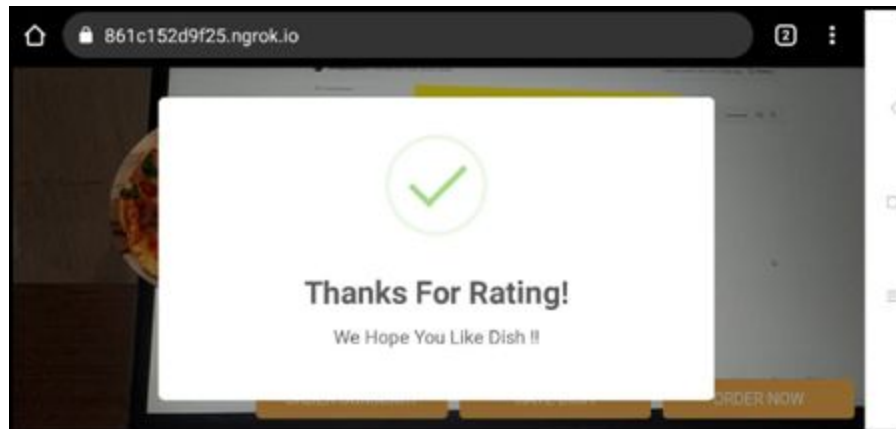 861c152d9f25.ngrok.io
2
Thanks For Rating!
We Hope You Like Dish !!
ORDER NOW